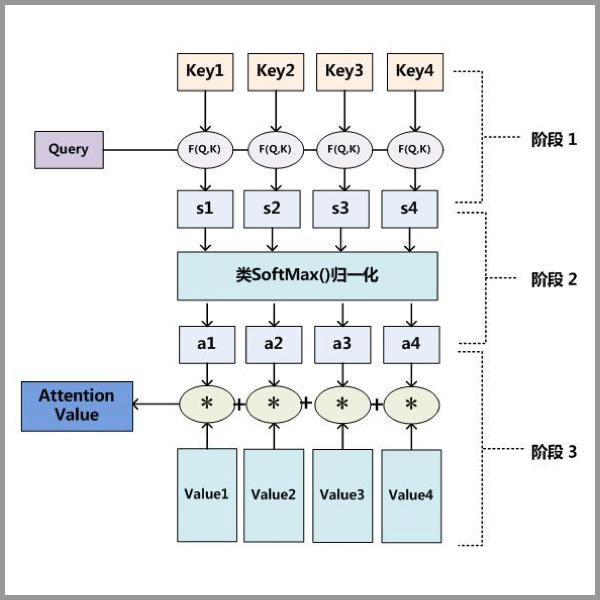 Key1 Key2 Key3 Key4
阶段 1
Query F(Q,K) F(Q,K) F(Q,K) F(Q,K)
s1 s2 s3 s4
类SoftMax()归一化
阶段 2
a1 a2 a3 a4
Attention
Value
* + * + * + *
阶段 3
Value1 Value2 Value3 Value4